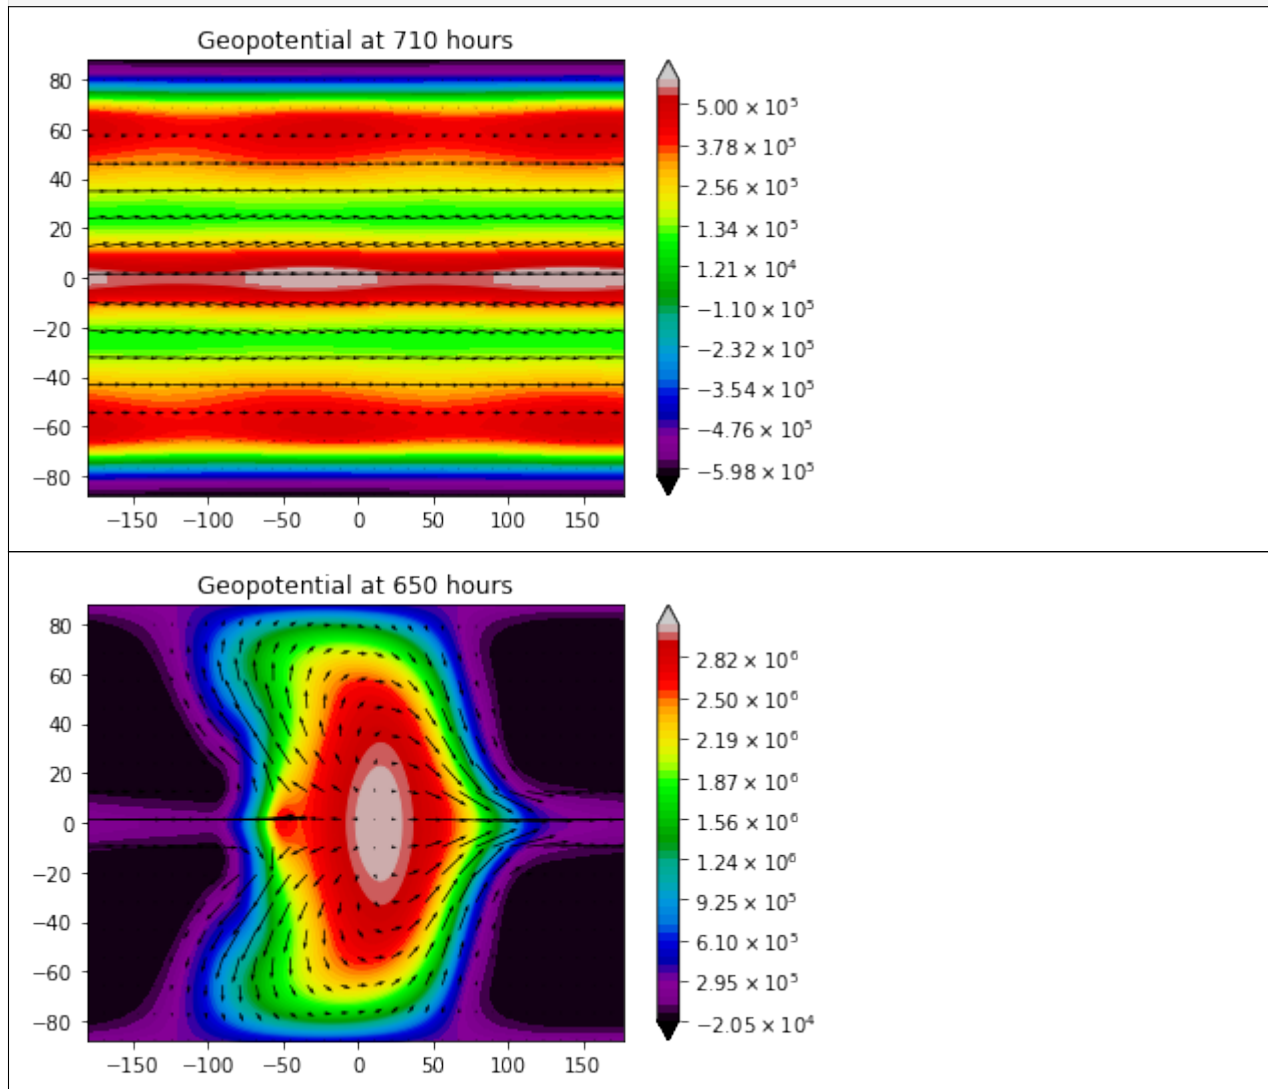 Geopotential at 710 hours
80
60
40
20
0
−20
−40
−60
−80
−150 −100 −50 0 50 100 150
5.00 × 10⁵
3.78 × 10⁵
2.56 × 10⁵
1.34 × 10⁵
1.21 × 10⁴
−1.10 × 10⁵
−2.32 × 10⁵
−3.54 × 10⁵
−4.76 × 10⁵
−5.98 × 10⁵
Geopotential at 650 hours
80
60
40
20
0
−20
−40
−60
−80
−150 −100 −50 0 50 100 150
2.82 × 10⁶
2.50 × 10⁶
2.19 × 10⁶
1.87 × 10⁶
1.56 × 10⁶
1.24 × 10⁶
9.25 × 10⁵
6.10 × 10⁵
2.95 × 10⁵
−2.05 × 10⁴